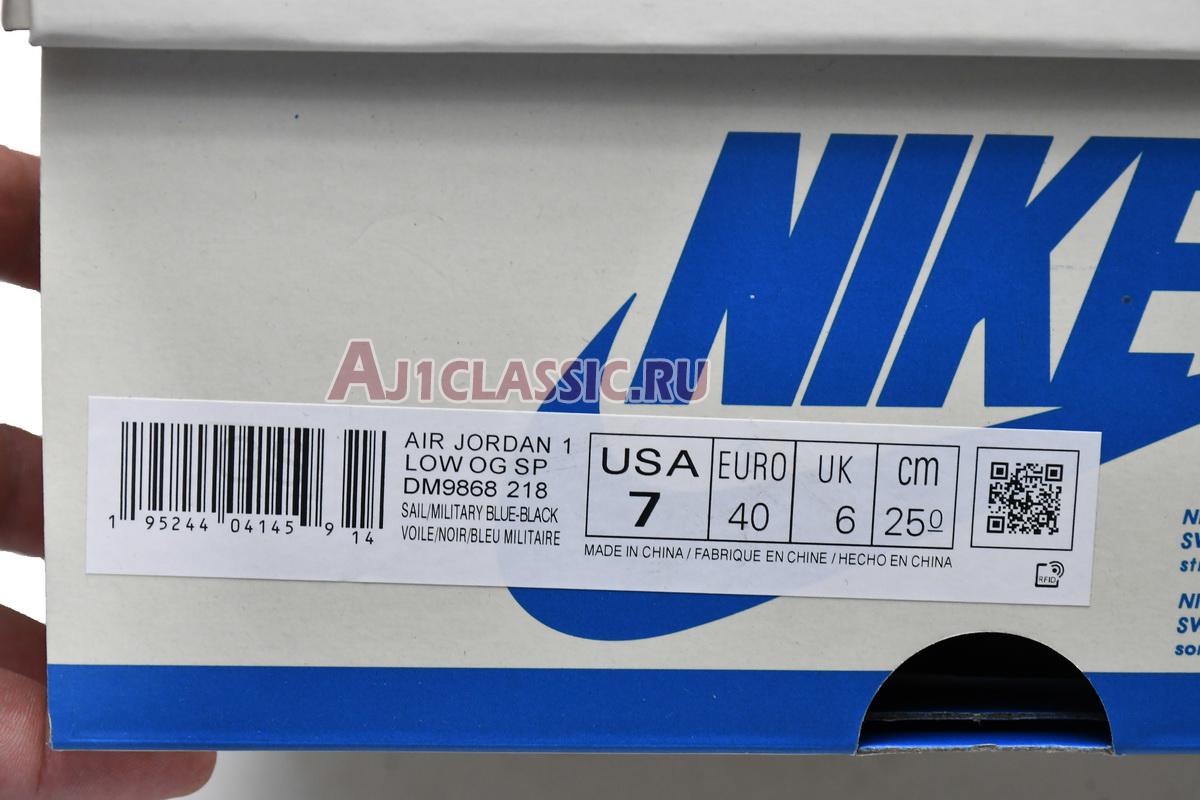 NIKE
AJ1CLASSIC.RU
1 95244 04145 9 14
AIR JORDAN 1
LOW OG SP
DM9868 218
SAIL/MILITARY BLUE-BLACK
VOILE/NOIR/BLEU MILITAIRE
USA EURO UK cm
7 40 6 25⁰
MADE IN CHINA / FABRIQUE EN CHINE / HECHO EN CHINA
RFID